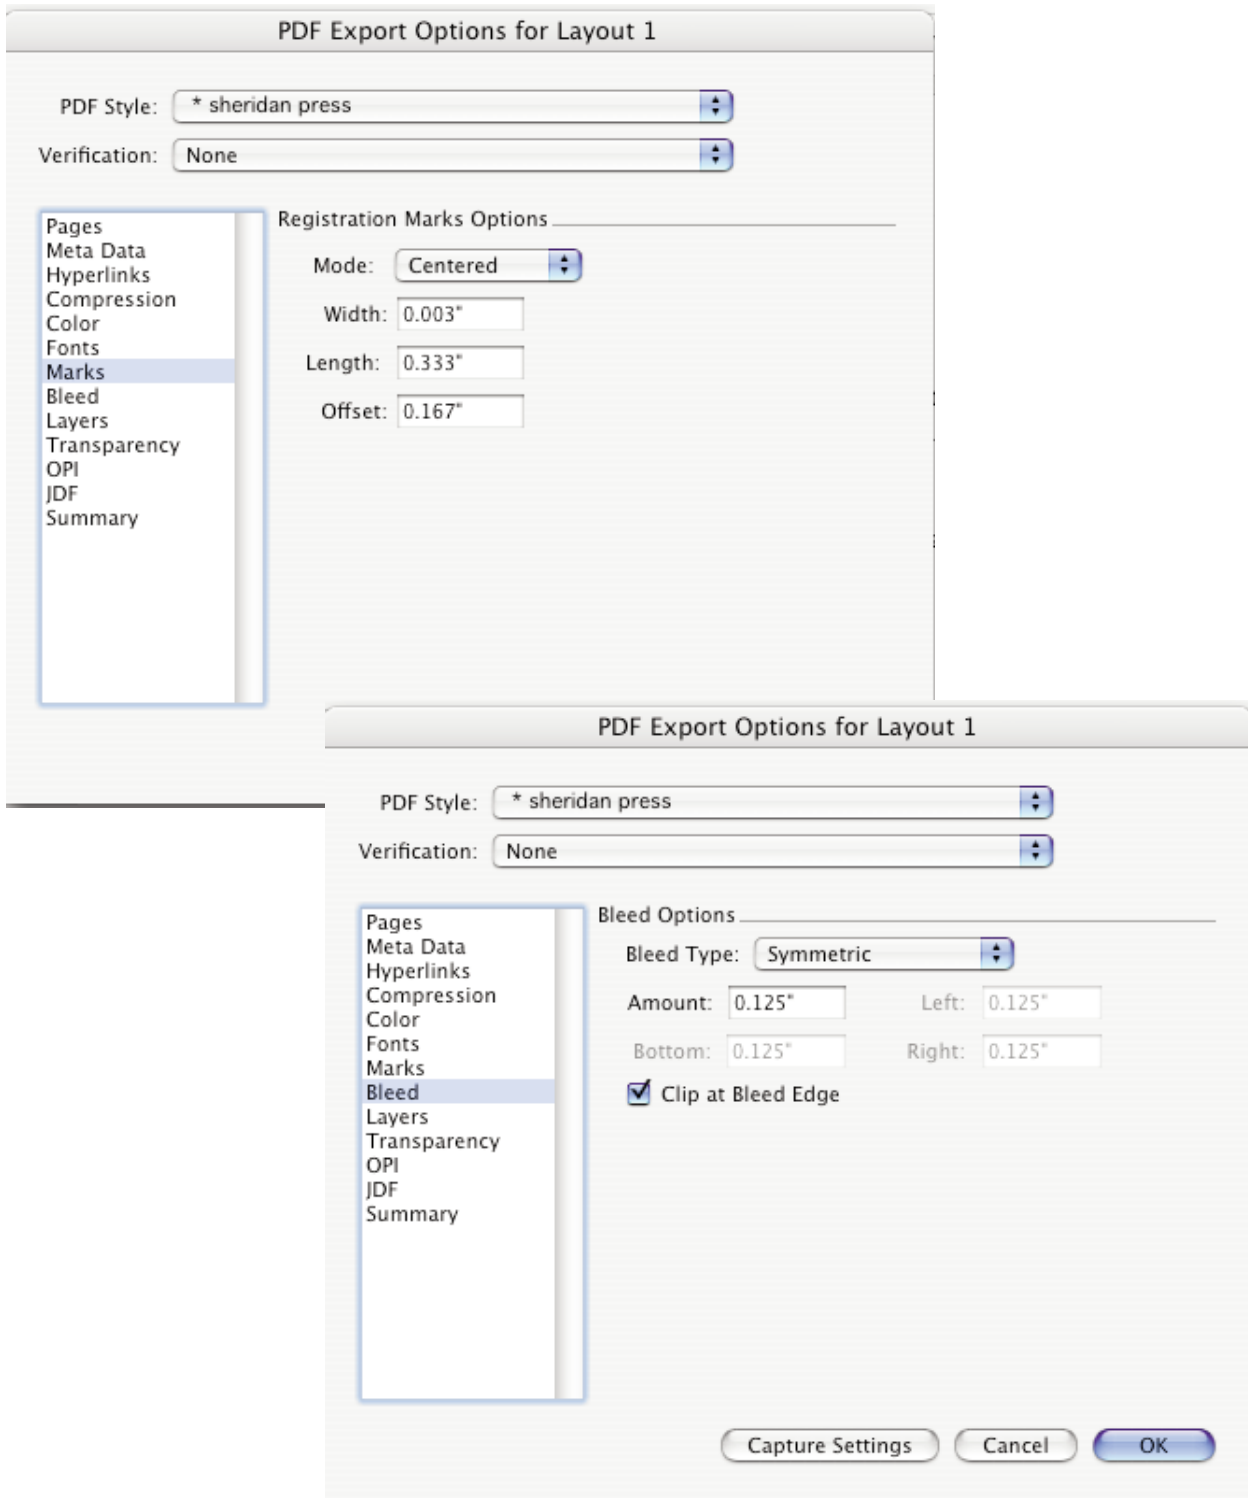 PDF Export Options for Layout 1
PDF Style: * sheridan press
Verification: None
Pages
Meta Data
Hyperlinks
Compression
Color
Fonts
Marks
Bleed
Layers
Transparency
OPI
JDF
Summary
Registration Marks Options
Mode: Centered
Width: 0.003"
Length: 0.333"
Offset: 0.167"
PDF Export Options for Layout 1
PDF Style: * sheridan press
Verification: None
Pages
Meta Data
Hyperlinks
Compression
Color
Fonts
Marks
Bleed
Layers
Transparency
OPI
JDF
Summary
Bleed Options
Bleed Type: Symmetric
Amount: 0.125" Left: 0.125"
Bottom: 0.125" Right: 0.125"
Clip at Bleed Edge
Capture Settings Cancel OK